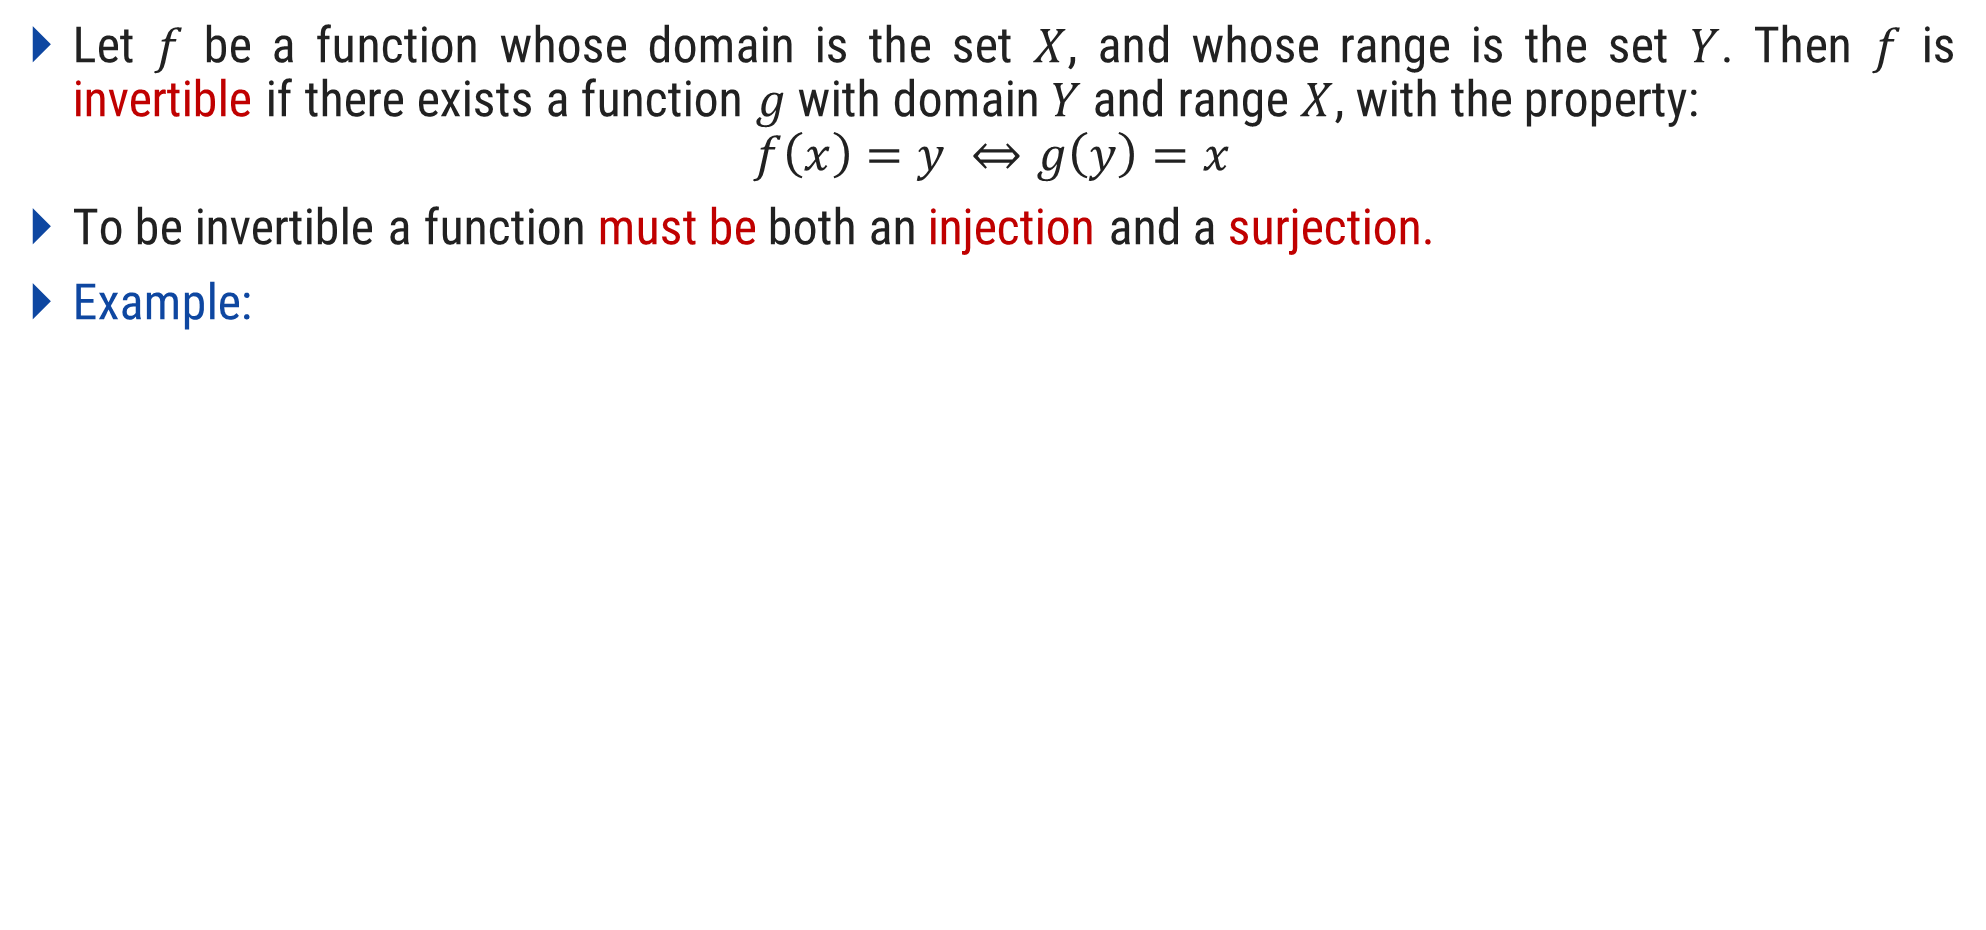 Let f be a function whose domain is the set X, and whose range is the set Y. Then f is
invertible if there exists a function g with domain Y and range X, with the property:
f(x) = y ⇔ g(y) = x
To be invertible a function must be both an injection and a surjection.
Example: